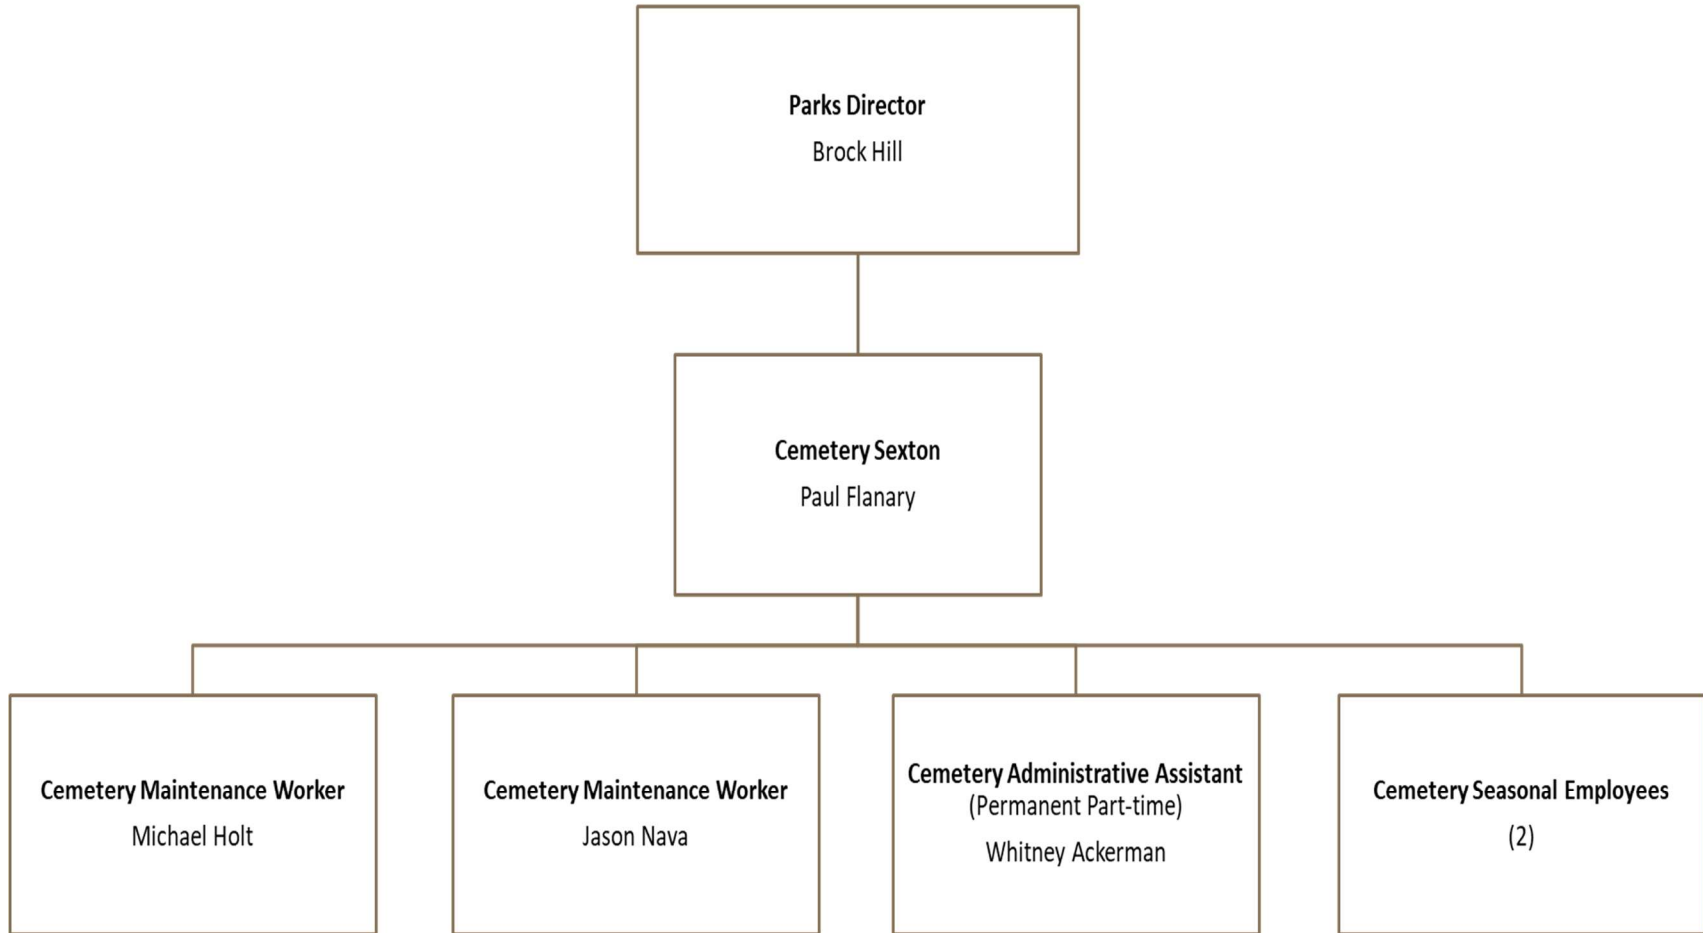 Parks Director
Brock Hill
Cemetery Sexton
Paul Flanary
Cemetery Maintenance Worker
Michael Holt
Cemetery Maintenance Worker
Jason Nava
Cemetery Administrative Assistant
(Permanent Part-time)
Whitney Ackerman
Cemetery Seasonal Employees
(2)